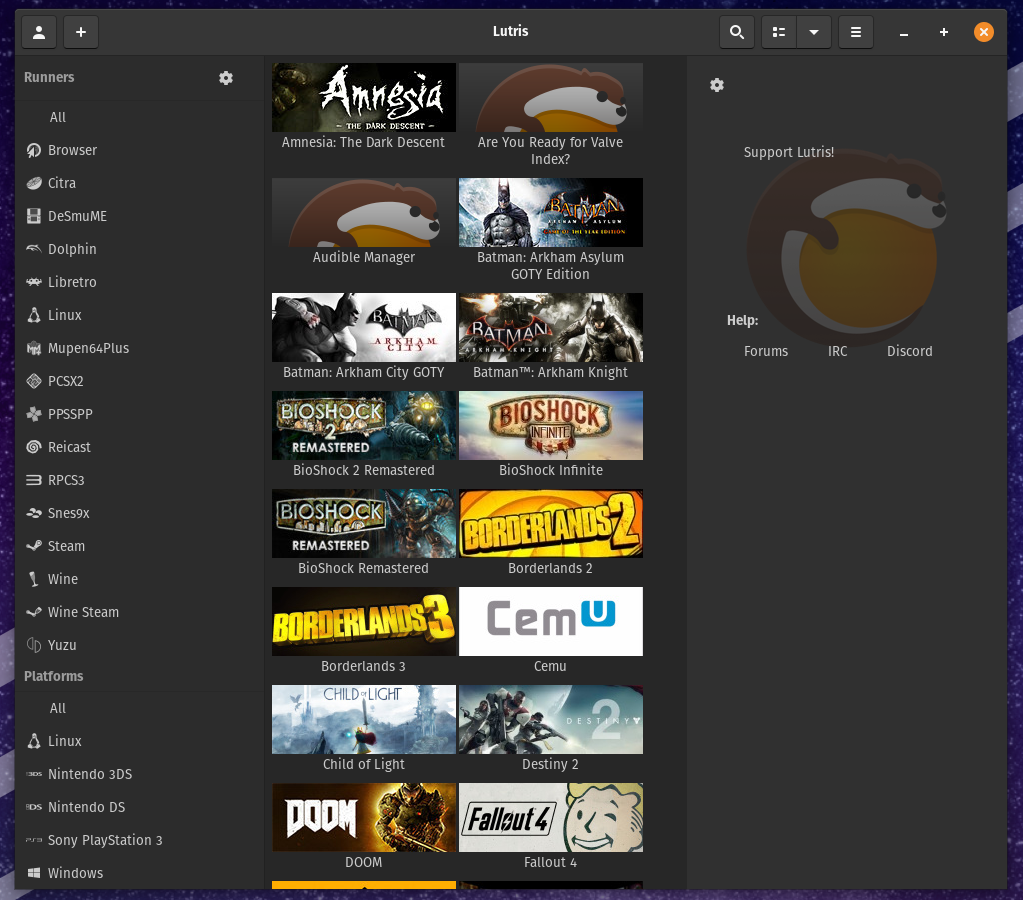 Lutris
Runners
All
Browser
Citra
DeSmuME
Dolphin
Libretro
Linux
Mupen64Plus
PCSX2
PPSSPP
Reicast
RPCS3
Snes9x
Steam
Wine
Wine Steam
Yuzu
Platforms
All
Linux
3DS
Nintendo 3DS
DS
Nintendo DS
PS3
Sony PlayStation 3
Windows
Amnesia
THE DARK DESCENT
Amnesia: The Dark Descent
Are You Ready for Valve
Index?
Audible Manager
BATMAN
ARKHAM ASYLUM
GAME OF THE YEAR EDITION
Batman: Arkham Asylum
GOTY Edition
BATMAN
ARKHAM
CITY
Batman: Arkham City GOTY
BATMAN
ARKHAM KNIGHT
Batman™: Arkham Knight
BIOSHOCK
2
REMASTERED
BioShock 2 Remastered
BIOSHOCK
INFINITE
BioShock Infinite
BIOSHOCK
REMASTERED
BioShock Remastered
BORDERLANDS 2
Borderlands 2
BORDERLANDS 3
Borderlands 3
Cemu
Cemu
CHILD OF LIGHT
Child of Light
DESTINY 2
Destiny 2
DOOM
DOOM
Fallout 4
Fallout 4
Support Lutris!
Help:
Forums IRC Discord